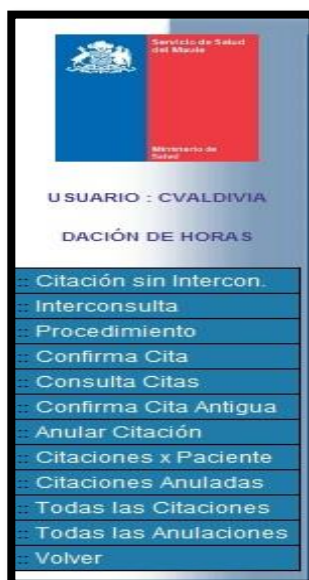 Servicio de Salud
del Maule
Ministerio de
Salud
USUARIO : CVALDIVIA
DACIÓN DE HORAS
:: Citación sin Intercon.
:: Interconsulta
:: Procedimiento
:: Confirma Cita
:: Consulta Citas
:: Confirma Cita Antigua
:: Anular Citación
:: Citaciones x Paciente
:: Citaciones Anuladas
:: Todas las Citaciones
:: Todas las Anulaciones
:: Volver